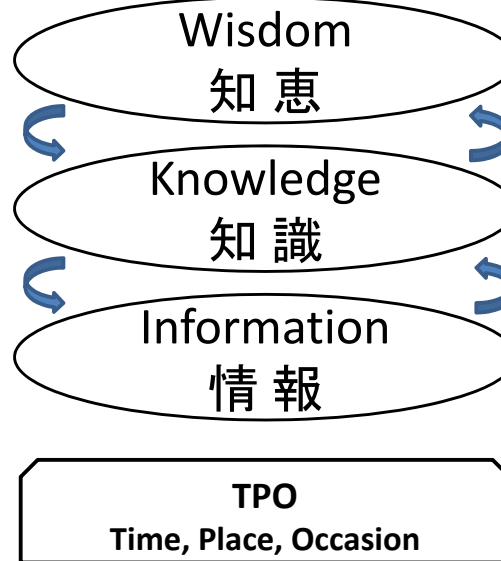 Wisdom
知 恵
Knowledge
知 識
Information
情 報
TPO
Time, Place, Occasion